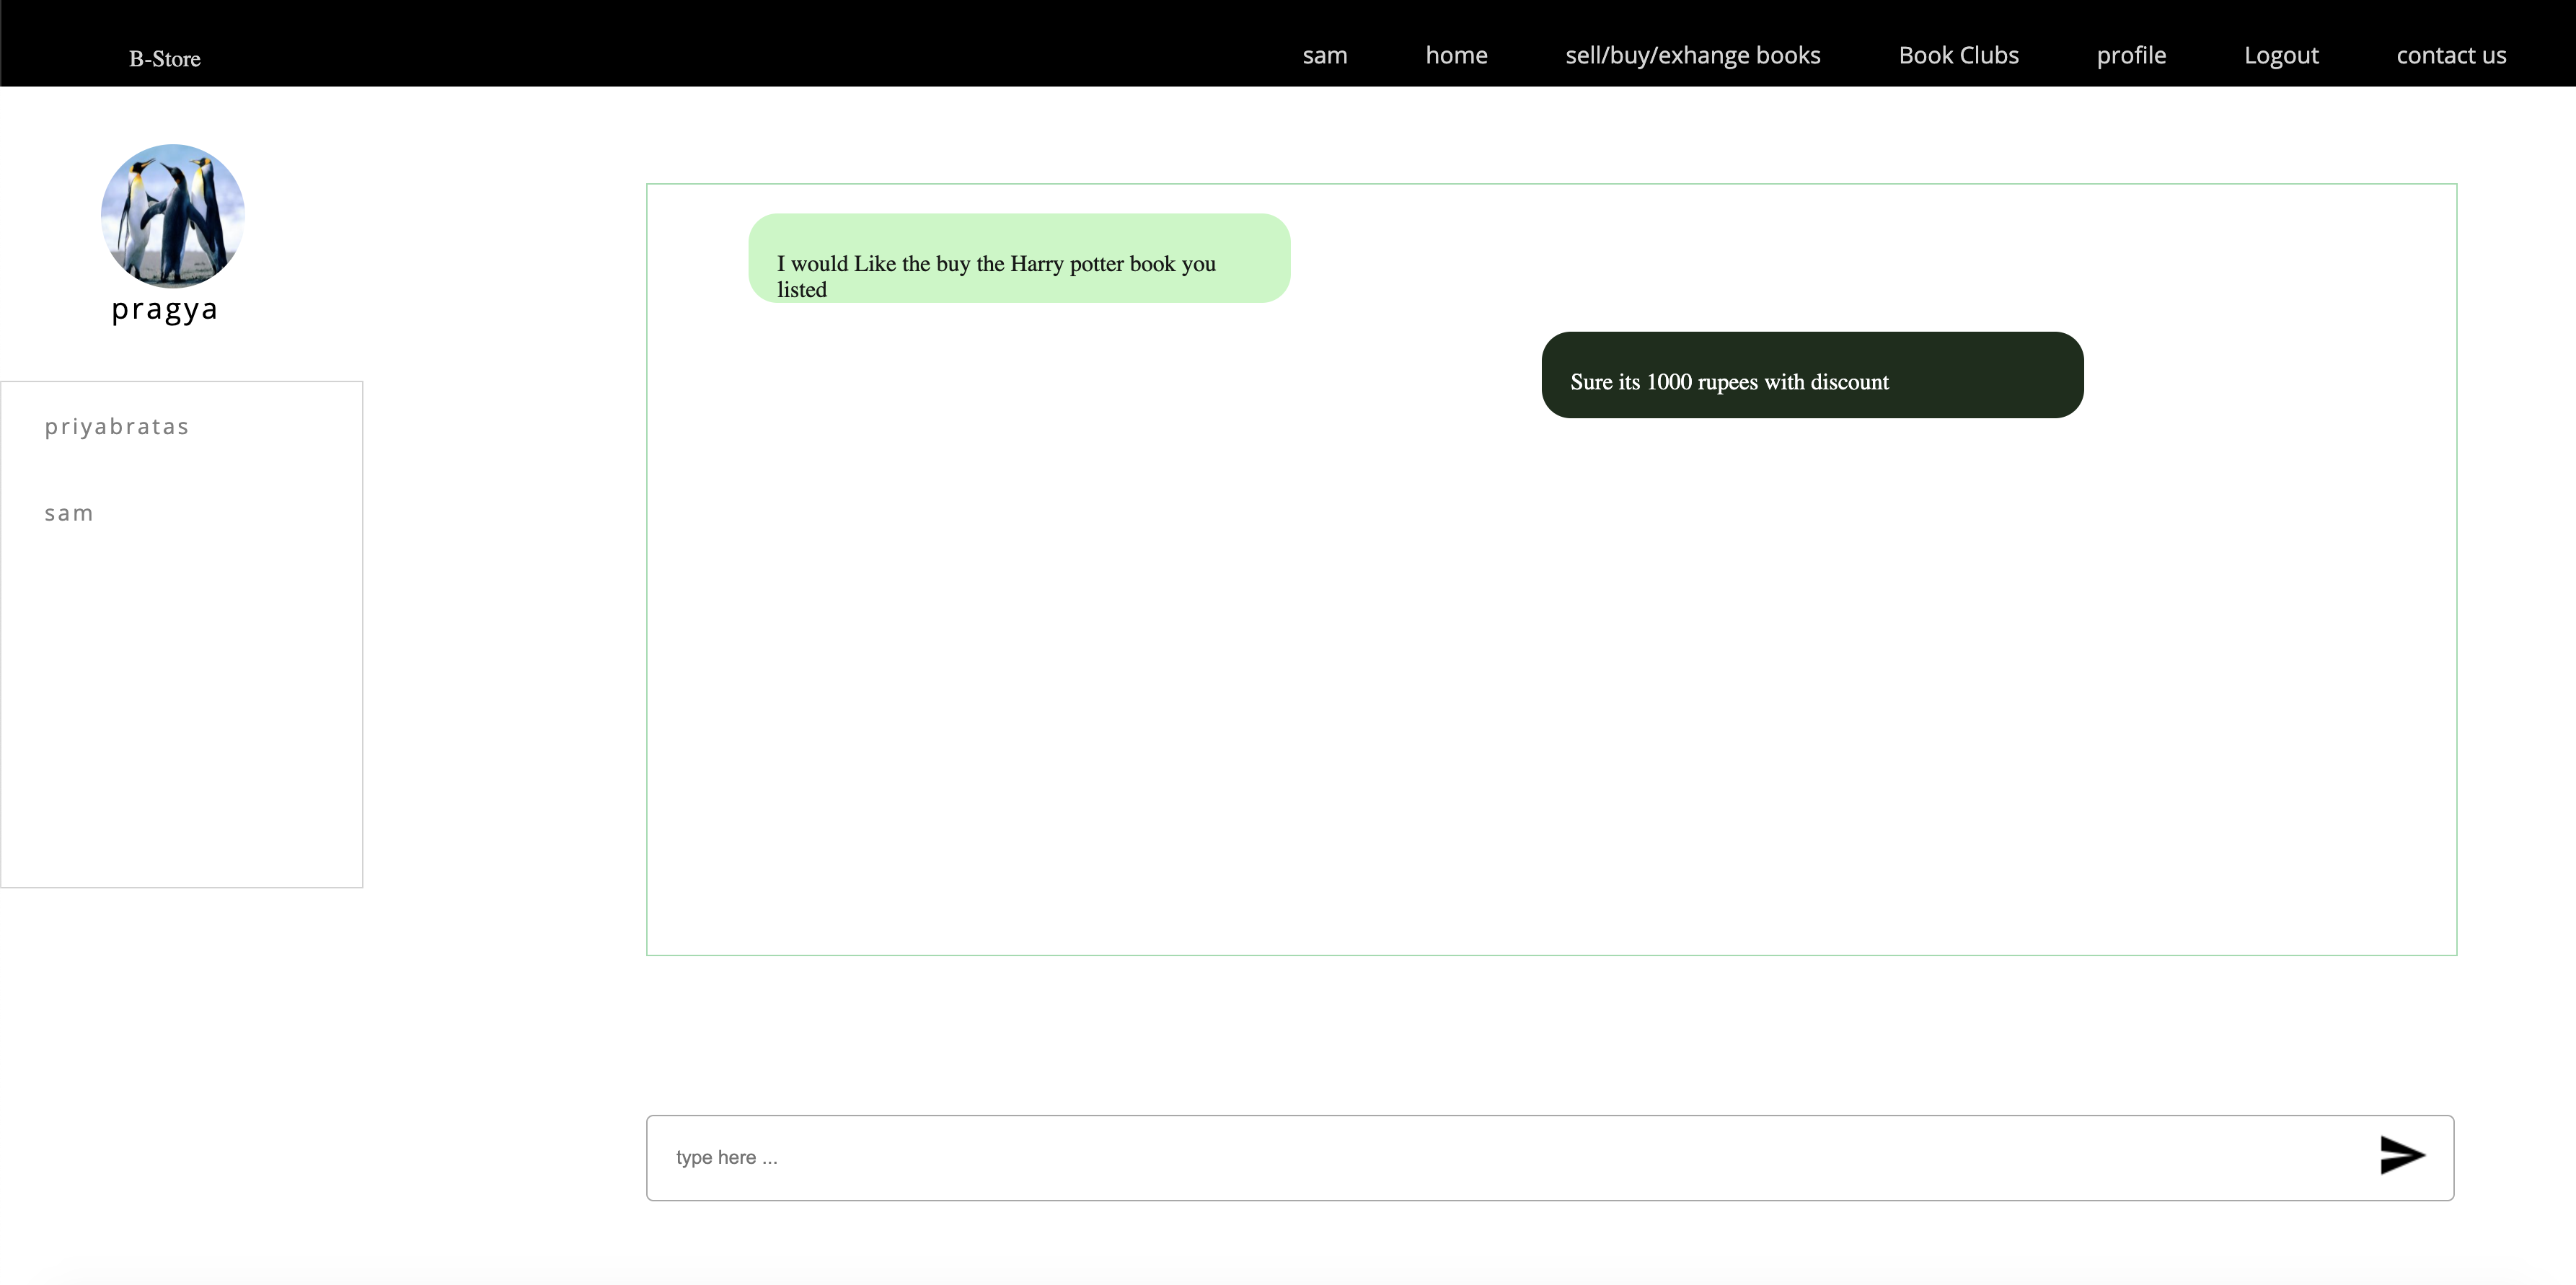 B-Store
sam home sell/buy/exhange books Book Clubs profile Logout contact us
pragya
priyabratas
sam
I would Like the buy the Harry potter book you
listed
Sure its 1000 rupees with discount
type here ...